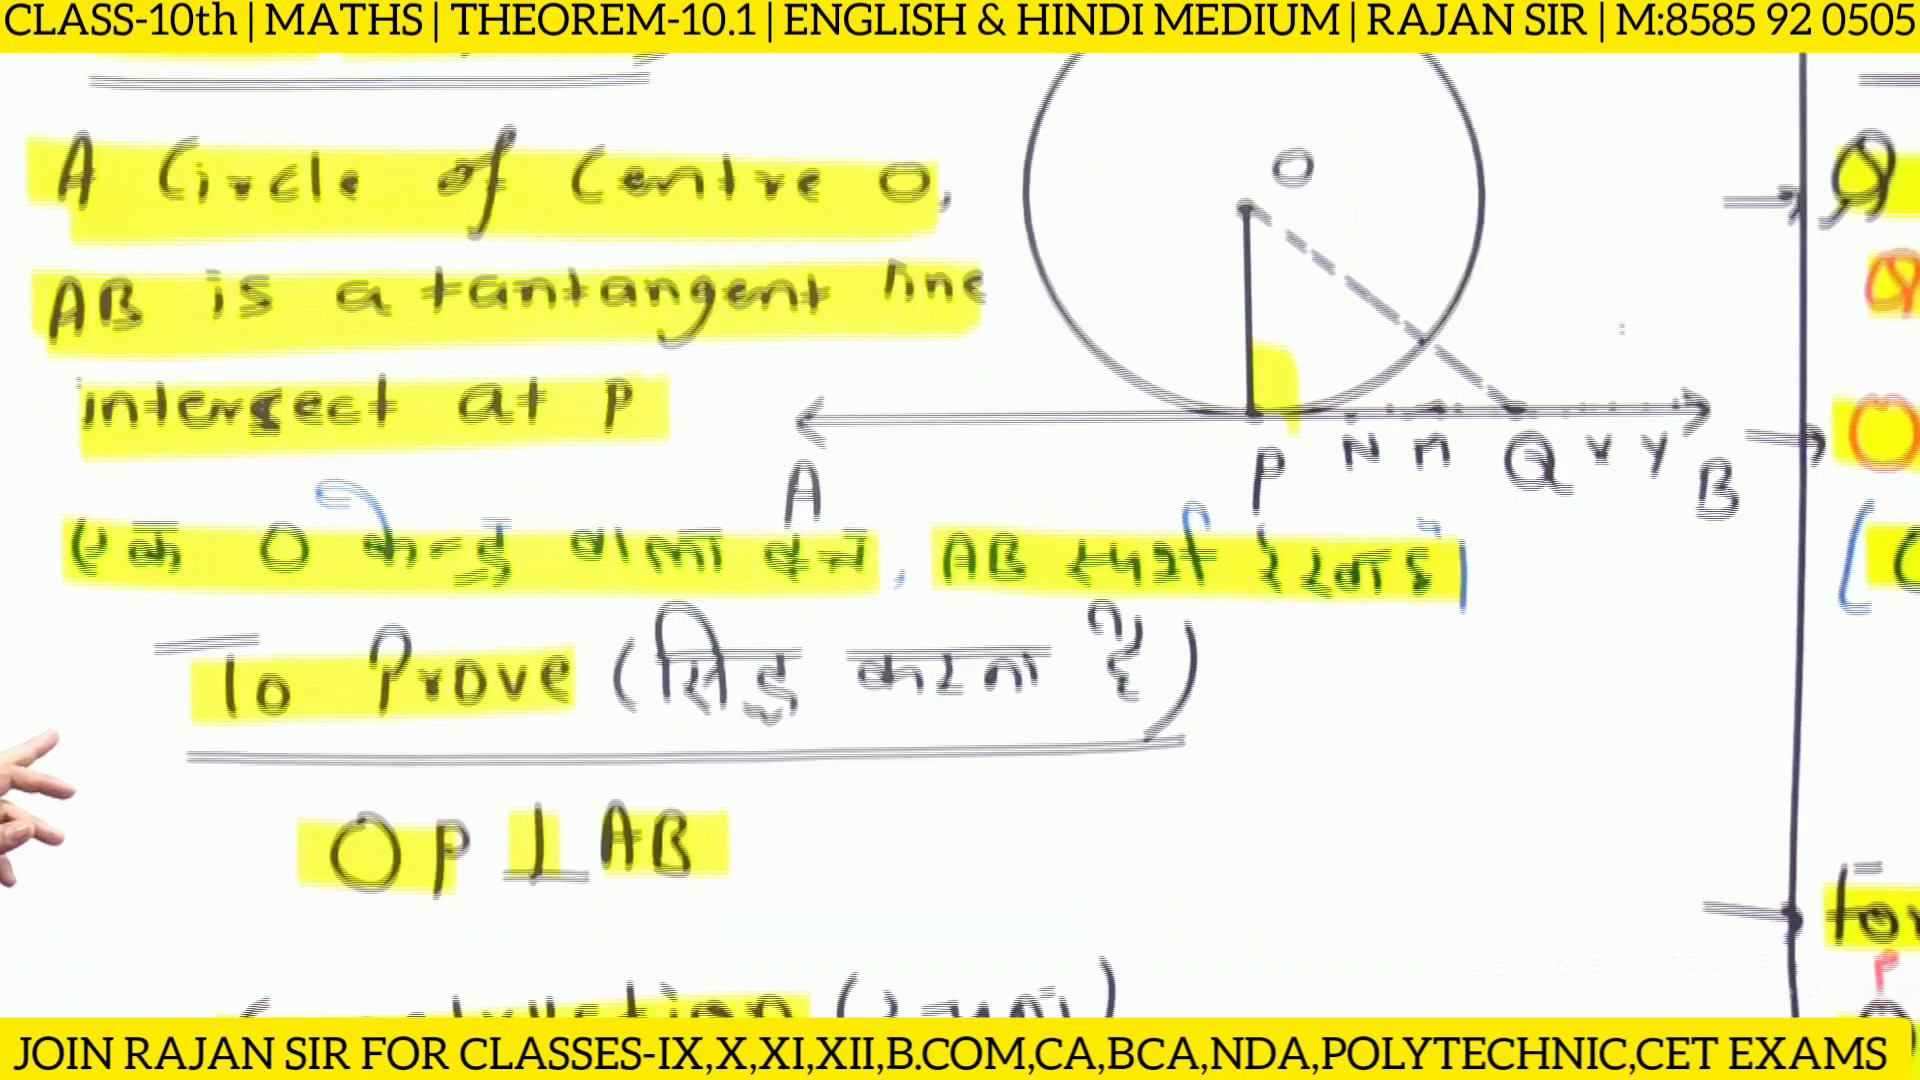 CLASS-10th | MATHS | THEOREM-10.1 | ENGLISH & HINDI MEDIUM | RAJAN SIR | M:8585 92 0505
A Circle of Centre O,
AB is a tantangent line
intersect at P
O
P N M Q X Y
A B
एक O केन्द्र वाला वृत्त, AB स्पर्श रेखा है|
To Prove (सिद्ध करना है)
OP ⊥ AB
Construction (रचना)
JOIN RAJAN SIR FOR CLASSES-IX,X,XI,XII,B.COM,CA,BCA,NDA,POLYTECHNIC,CET EXAMS